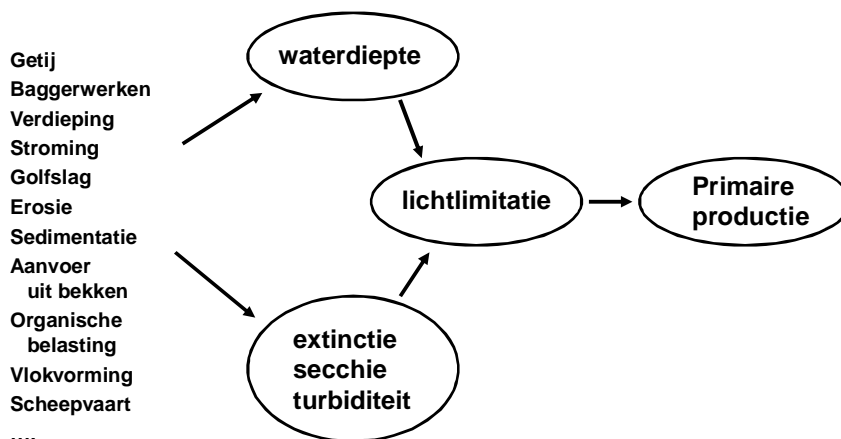 Getij
Baggerwerken
Verdieping
Stroming
Golfslag
Erosie
Sedimentatie
Aanvoer
uit bekken
Organische
belasting
Vlokvorming
Scheepvaart
....
waterdiepte
extinctie
secchie
turbiditeit
lichtlimitatie
Primaire
productie